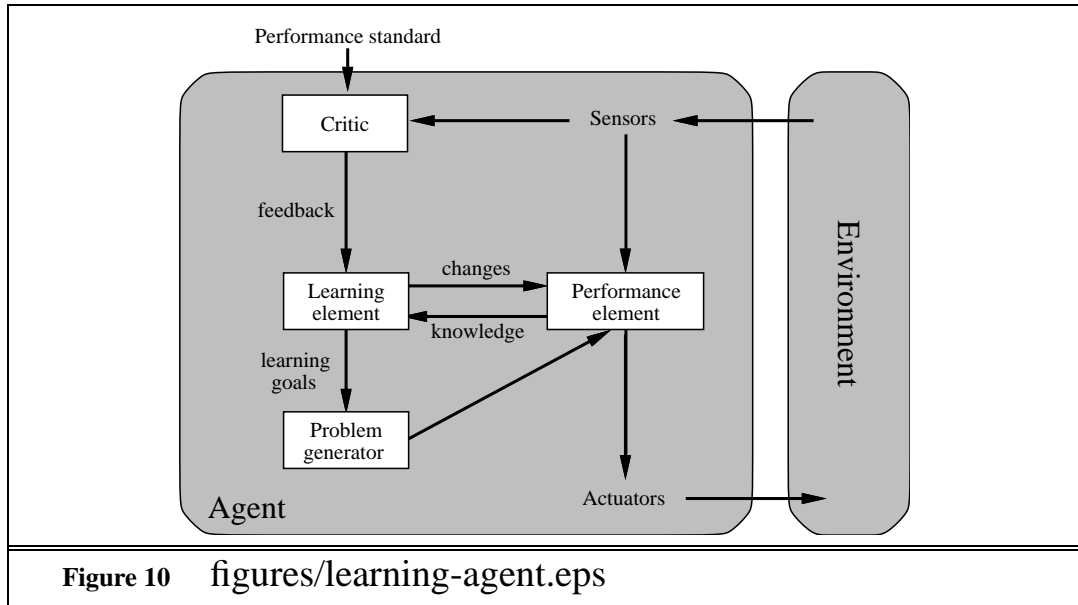 Performance standard
Critic
Sensors
feedback
changes
Learning
element
Performance
element
knowledge
learning
goals
Problem
generator
Actuators
Agent
Environment
Figure 10 figures/learning-agent.eps